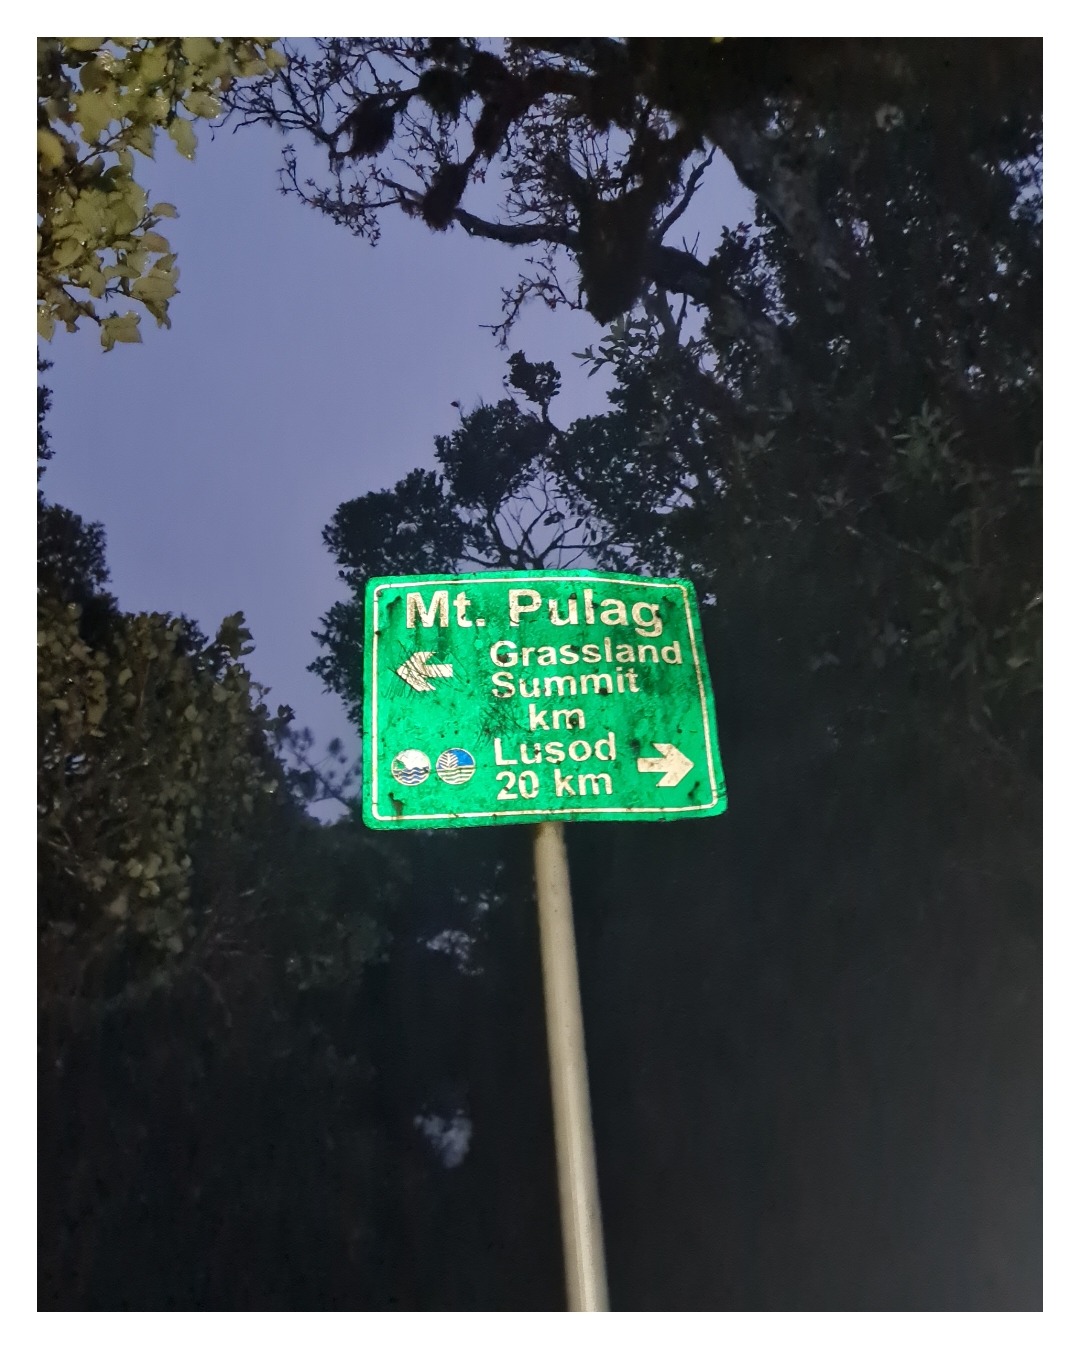 Mt. Pulag
Grassland
Summit
km
Lusod
20 km